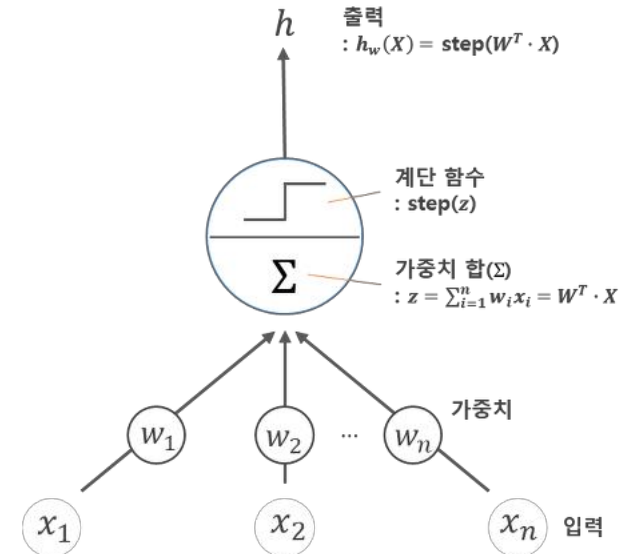 h
출력
: h_w(X) = step(W^T · X)
계단 함수
: step(z)
Σ
가중치 합(Σ)
: z = ∑_{i=1}^{n} w_i x_i = W^T · X
가중치
w_1
w_2
...
w_n
x_1
x_2
x_n
입력